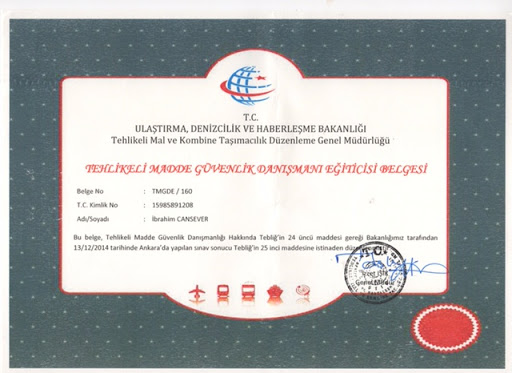 T.C.
ULAŞTIRMA, DENİZCİLİK VE HABERLEŞME BAKANLIĞI
Tehlikeli Mal ve Kombine Taşımacılık Düzenleme Genel Müdürlüğü
TEHLİKELİ MADDE GÜVENLİK DANIŞMANI EĞİTİCİSİ BELGESİ
Belge No : TMGDE / 160
T.C. Kimlik No : 15985891208
Adı/Soyadı : İbrahim CANSEVER
Bu belge, Tehlikeli Madde Güvenlik Danışmanlığı Hakkında Tebliğ'in 24 üncü maddesi gereği Bakanlığımız tarafından
13/12/2014 tarihinde Ankara'da yapılan sınav sonucu Tebliğ'in 25 inci maddesine istinaden
Genel Müdür